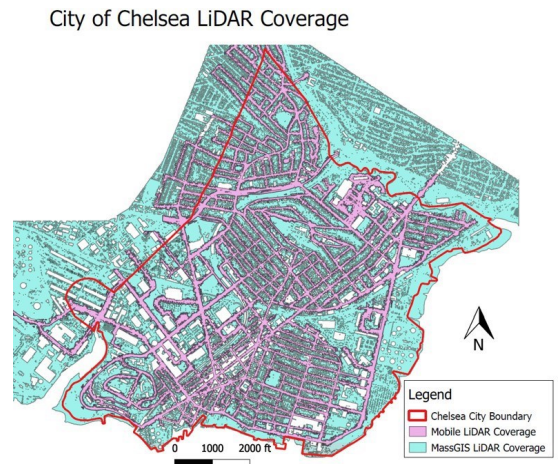 City of Chelsea LiDAR Coverage
N
Legend
Chelsea City Boundary
Mobile LiDAR Coverage
MassGIS LiDAR Coverage
0 1000 2000 ft